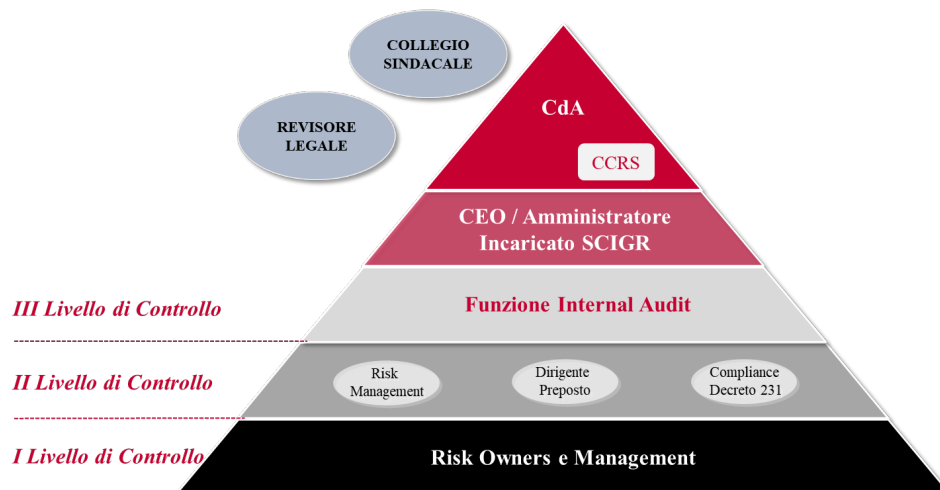 COLLEGIO
SINDACALE
REVISORE
LEGALE
CdA
CCRS
CEO / Amministratore
Incaricato SCIGR
III Livello di Controllo
Funzione Internal Audit
II Livello di Controllo
Risk
Management
Dirigente
Preposto
Compliance
Decreto 231
I Livello di Controllo
Risk Owners e Management